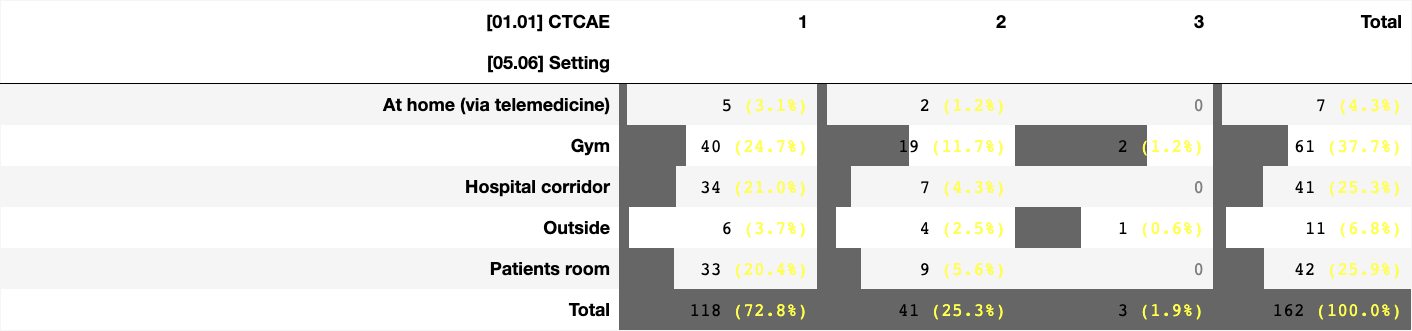 [01.01] CTCAE 1 2 3 Total
[05.06] Setting
At home (via telemedicine) 5 (3.1%) 2 (1.2%) 0 7 (4.3%)
Gym 40 (24.7%) 19 (11.7%) 2 (1.2%) 61 (37.7%)
Hospital corridor 34 (21.0%) 7 (4.3%) 0 41 (25.3%)
Outside 6 (3.7%) 4 (2.5%) 1 (0.6%) 11 (6.8%)
Patients room 33 (20.4%) 9 (5.6%) 0 42 (25.9%)
Total 118 (72.8%) 41 (25.3%) 3 (1.9%) 162 (100.0%)